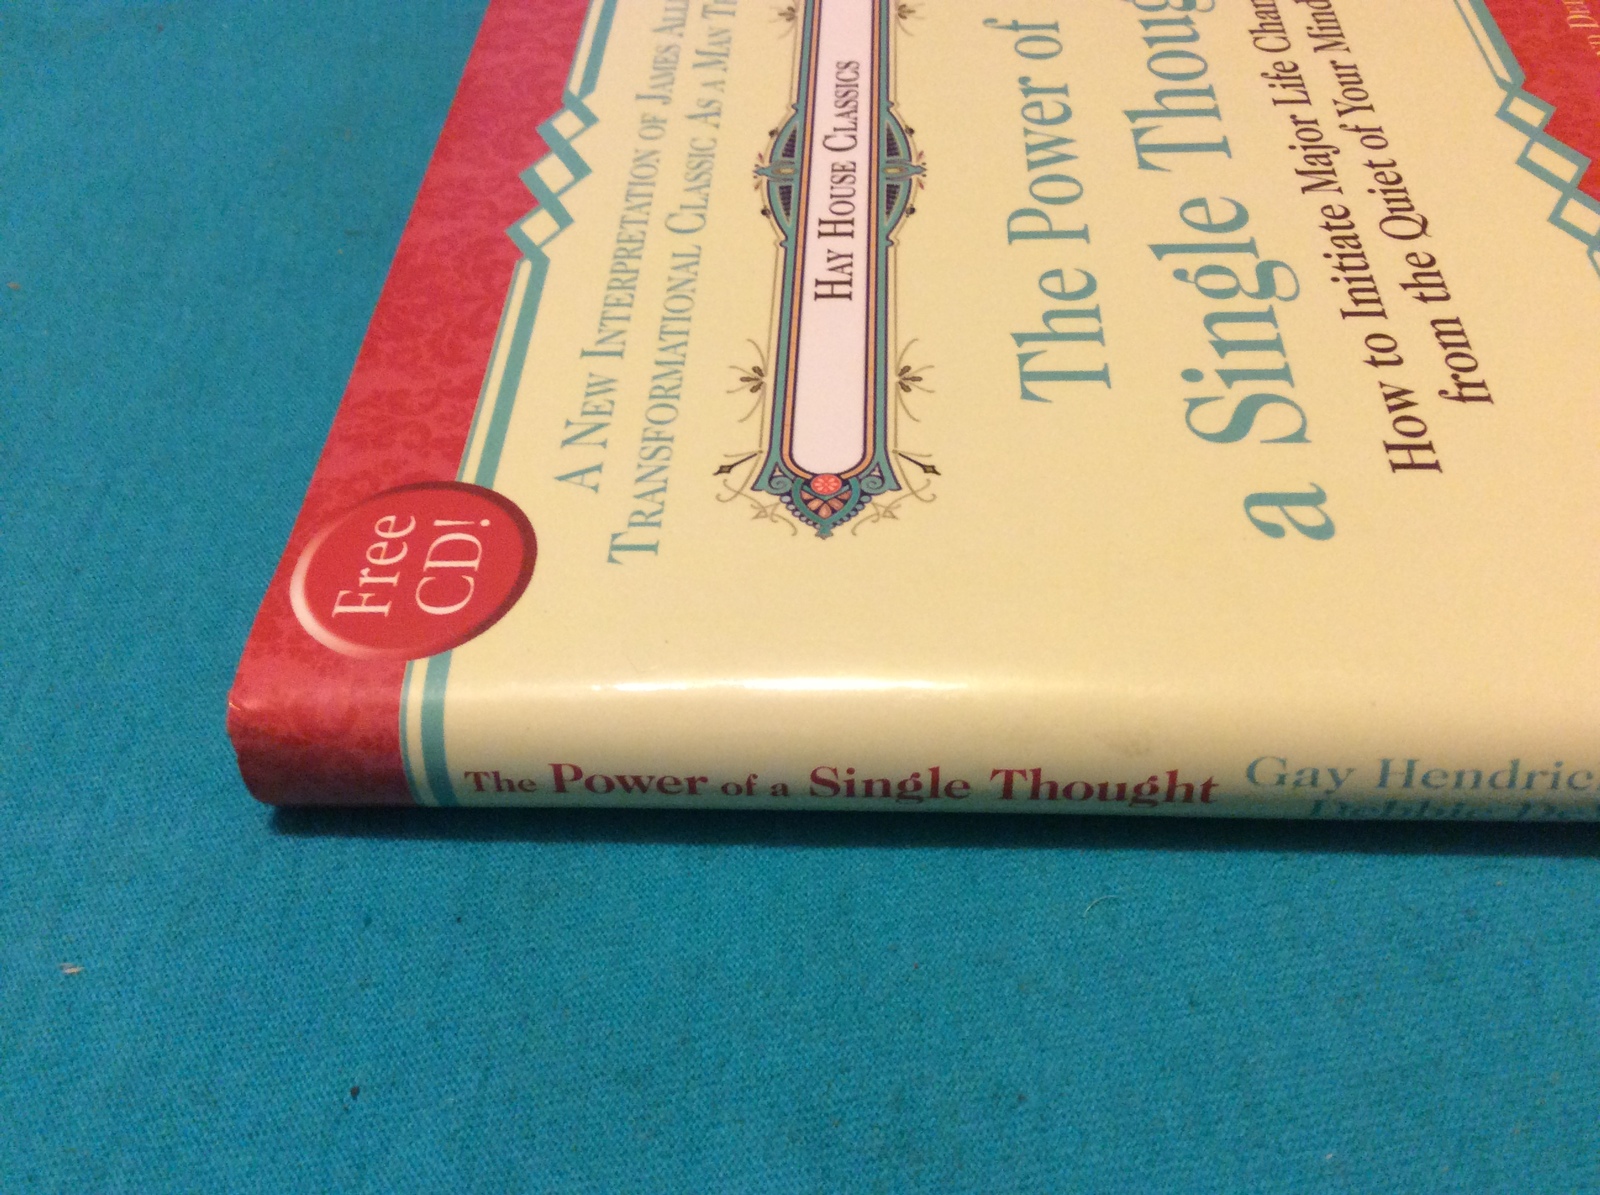 Free
CD!
A NEW INTERPRETATION OF JAMES
TRANSFORMATIONAL CLASSIC AS A MAN
HAY HOUSE CLASSICS
The Power of
a Single
How to Initiate Major Life
from the Quiet of Your Mind
The Power of a Single Thought Gay
Debbie